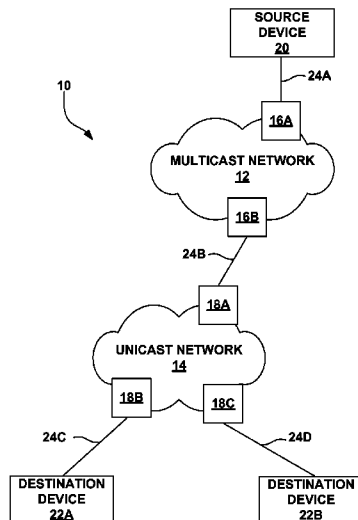 SOURCE
DEVICE
20
24A
10
16A
MULTICAST NETWORK
12
16B
24B
18A
UNICAST NETWORK
14
18B
18C
24C
24D
DESTINATION
DEVICE
22A
DESTINATION
DEVICE
22B